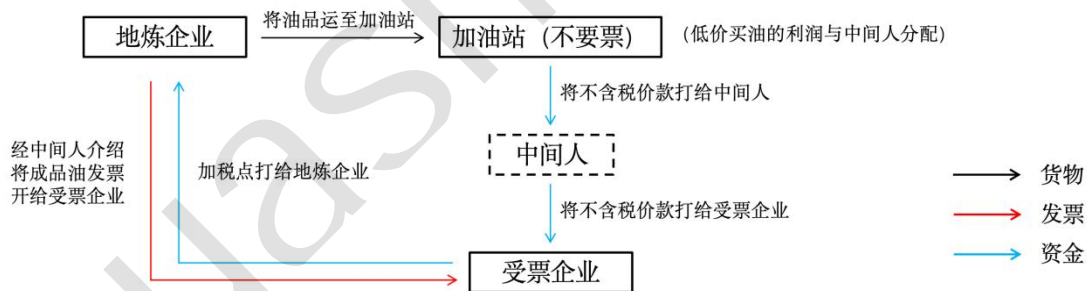 将油品运至加油站
地炼企业
加油站（不要票）
(低价买油的利润与中间人分配)
将不含税价款打给中间人
经中间人介绍
将成品油发票
开给受票企业
加税点打给地炼企业
中间人
货物
将不含税价款打给受票企业
发票
资金
受票企业